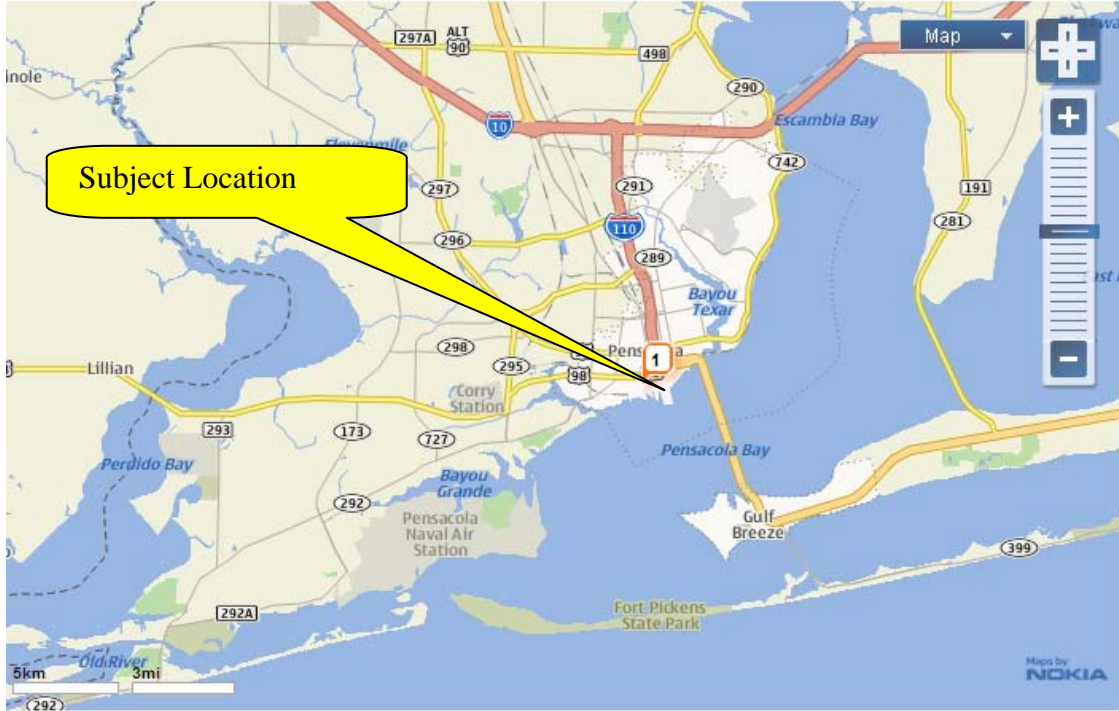 297A
ALT
90
498
Map
inole
290
10
Escambia Bay
Subject Location
742
297
291
191
296
110
281
289
Bayou
Texar
298
Pens
1
a
Lillian
295
98
Corry
Station
293
173
727
Pensacola Bay
Perdido Bay
Bayou
Grande
292
Pensacola
Naval Air
Station
Gulf
Breeze
399
292A
Fort Pickens
State Park
Old River
5km
3mi
Maps by
NOKIA
292